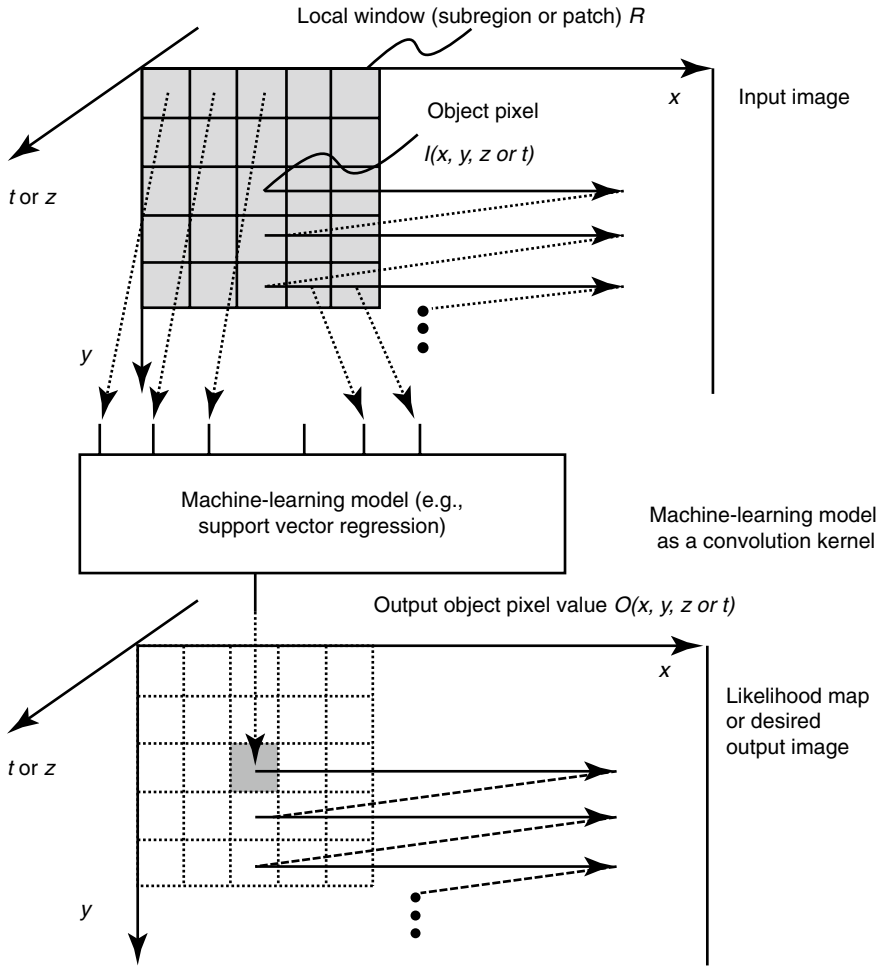 Local window (subregion or patch) R
x
Input image
Object pixel
I(x, y, z or t)
t or z
y
Machine-learning model (e.g.,
support vector regression)
Machine-learning model
as a convolution kernel
Output object pixel value O(x, y, z or t)
x
Likelihood map
or desired
output image
t or z
y